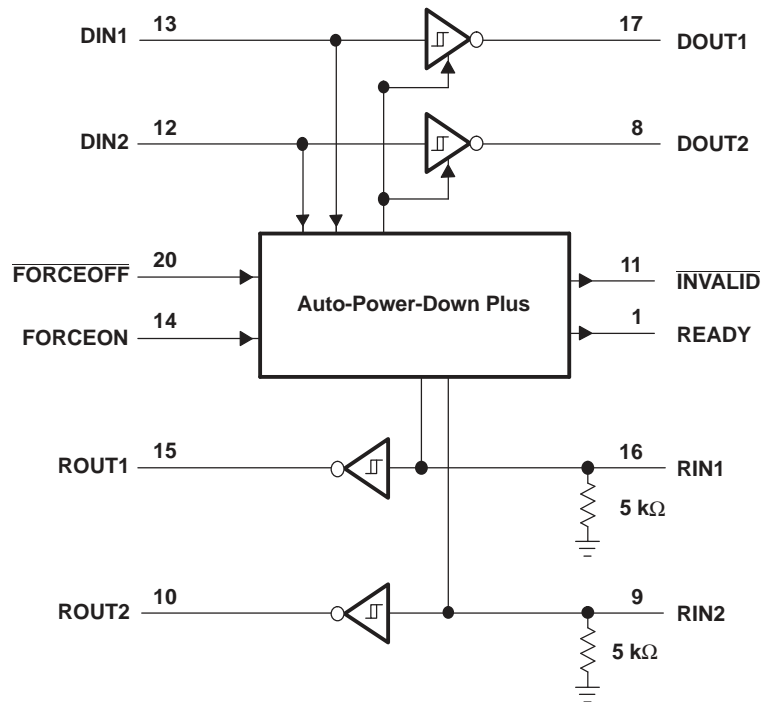 DIN1 13 17 DOUT1
DIN2 12 8 DOUT2
FORCEOFF 20 11 INVALID
Auto-Power-Down Plus
FORCEON 14 1 READY
ROUT1 15 16 RIN1
5 kΩ
ROUT2 10 9 RIN2
5 kΩ